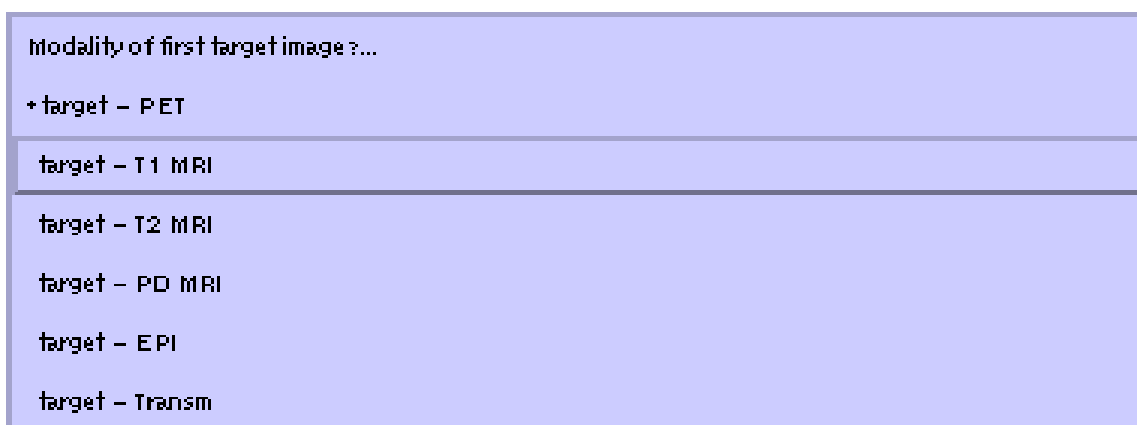 Modality of first target image ?...
* target - PET
target - T1 MRI
target - T2 MRI
target - PD MRI
target - EPI
target - Transm